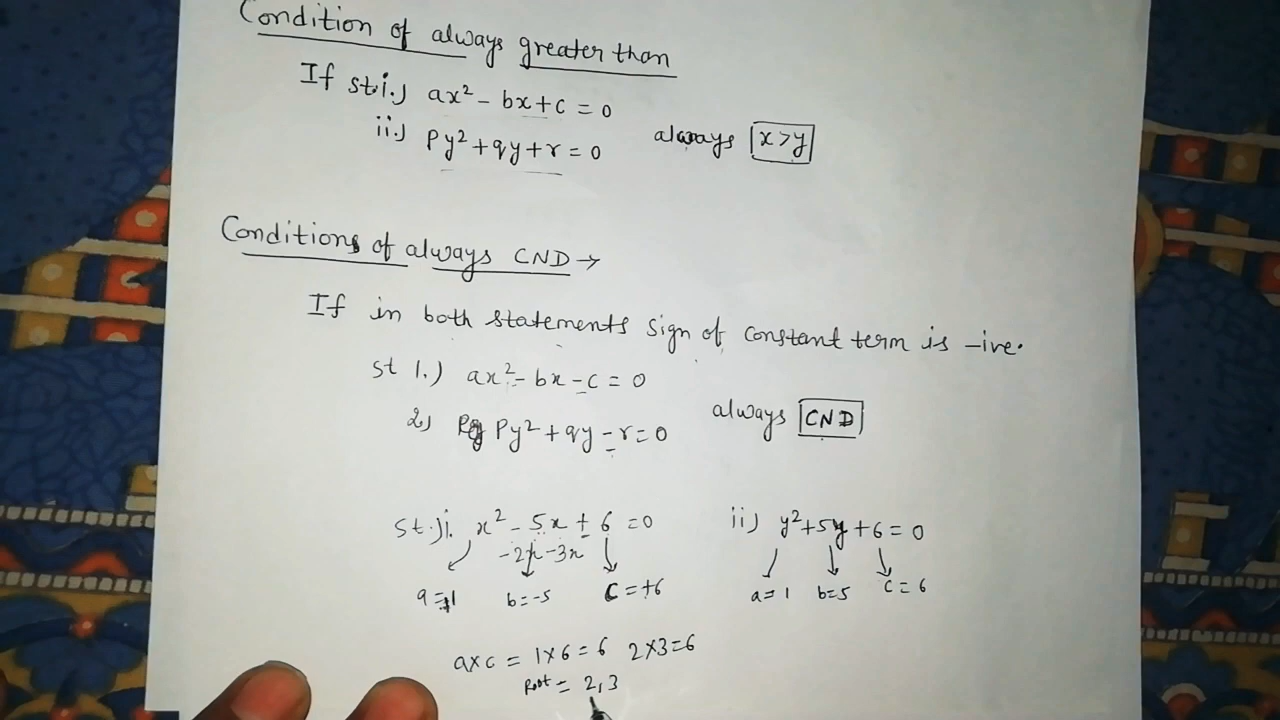 Condition of always greater than
If st.i.) ax² - bx + c = 0
ii.) Py² + qy + r = 0 always x > y
Conditions of always CND →
If in both statements sign of constant term is -ive.
st 1.) ax² - bx - c = 0
2.) Py² + qy - r = 0 always CND
st.)i. x² - 5x + 6 = 0 ii) y² + 5y + 6 = 0
-2x - 3x
a = 1 b = -5 c = +6 a = 1 b = 5 c = 6
a×c = 1×6 = 6 2×3=6
Root = 2,3